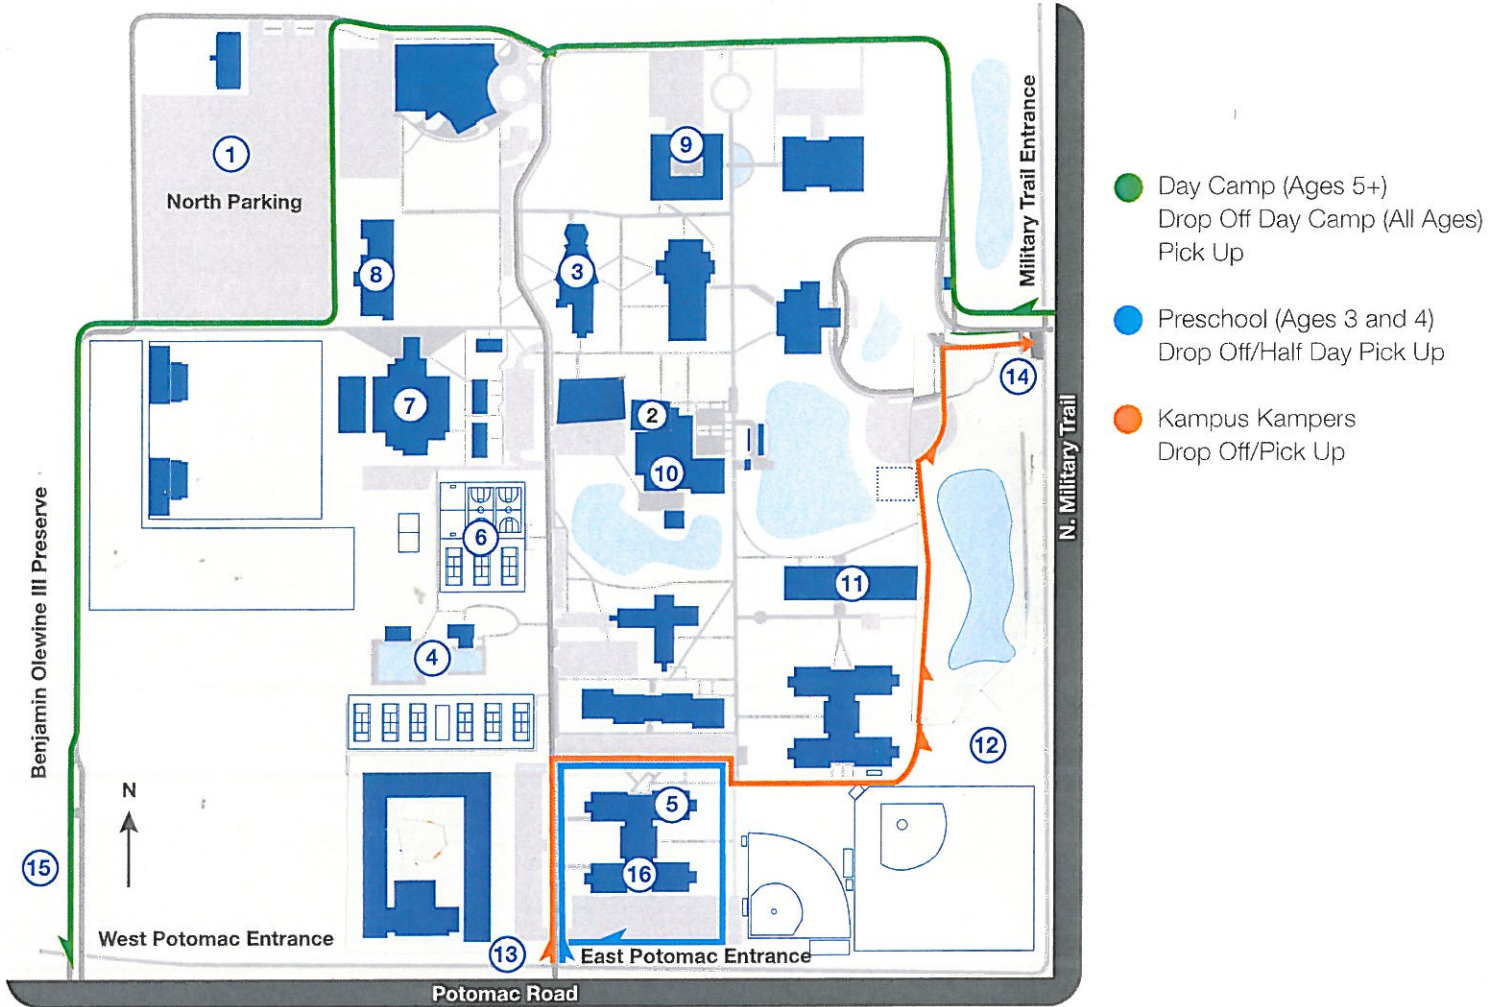 1
North Parking
9
8
3
Military Trail Entrance
14
7
2
10
6
N. Military Trail
11
4
Benjamin Olewine III Preserve
12
N
5
15
16
West Potomac Entrance
13
East Potomac Entrance
Potomac Road
Day Camp (Ages 5+)
Drop Off Day Camp (All Ages)
Pick Up
Preschool (Ages 3 and 4)
Drop Off/Half Day Pick Up
Kampus Kampers
Drop Off/Pick Up